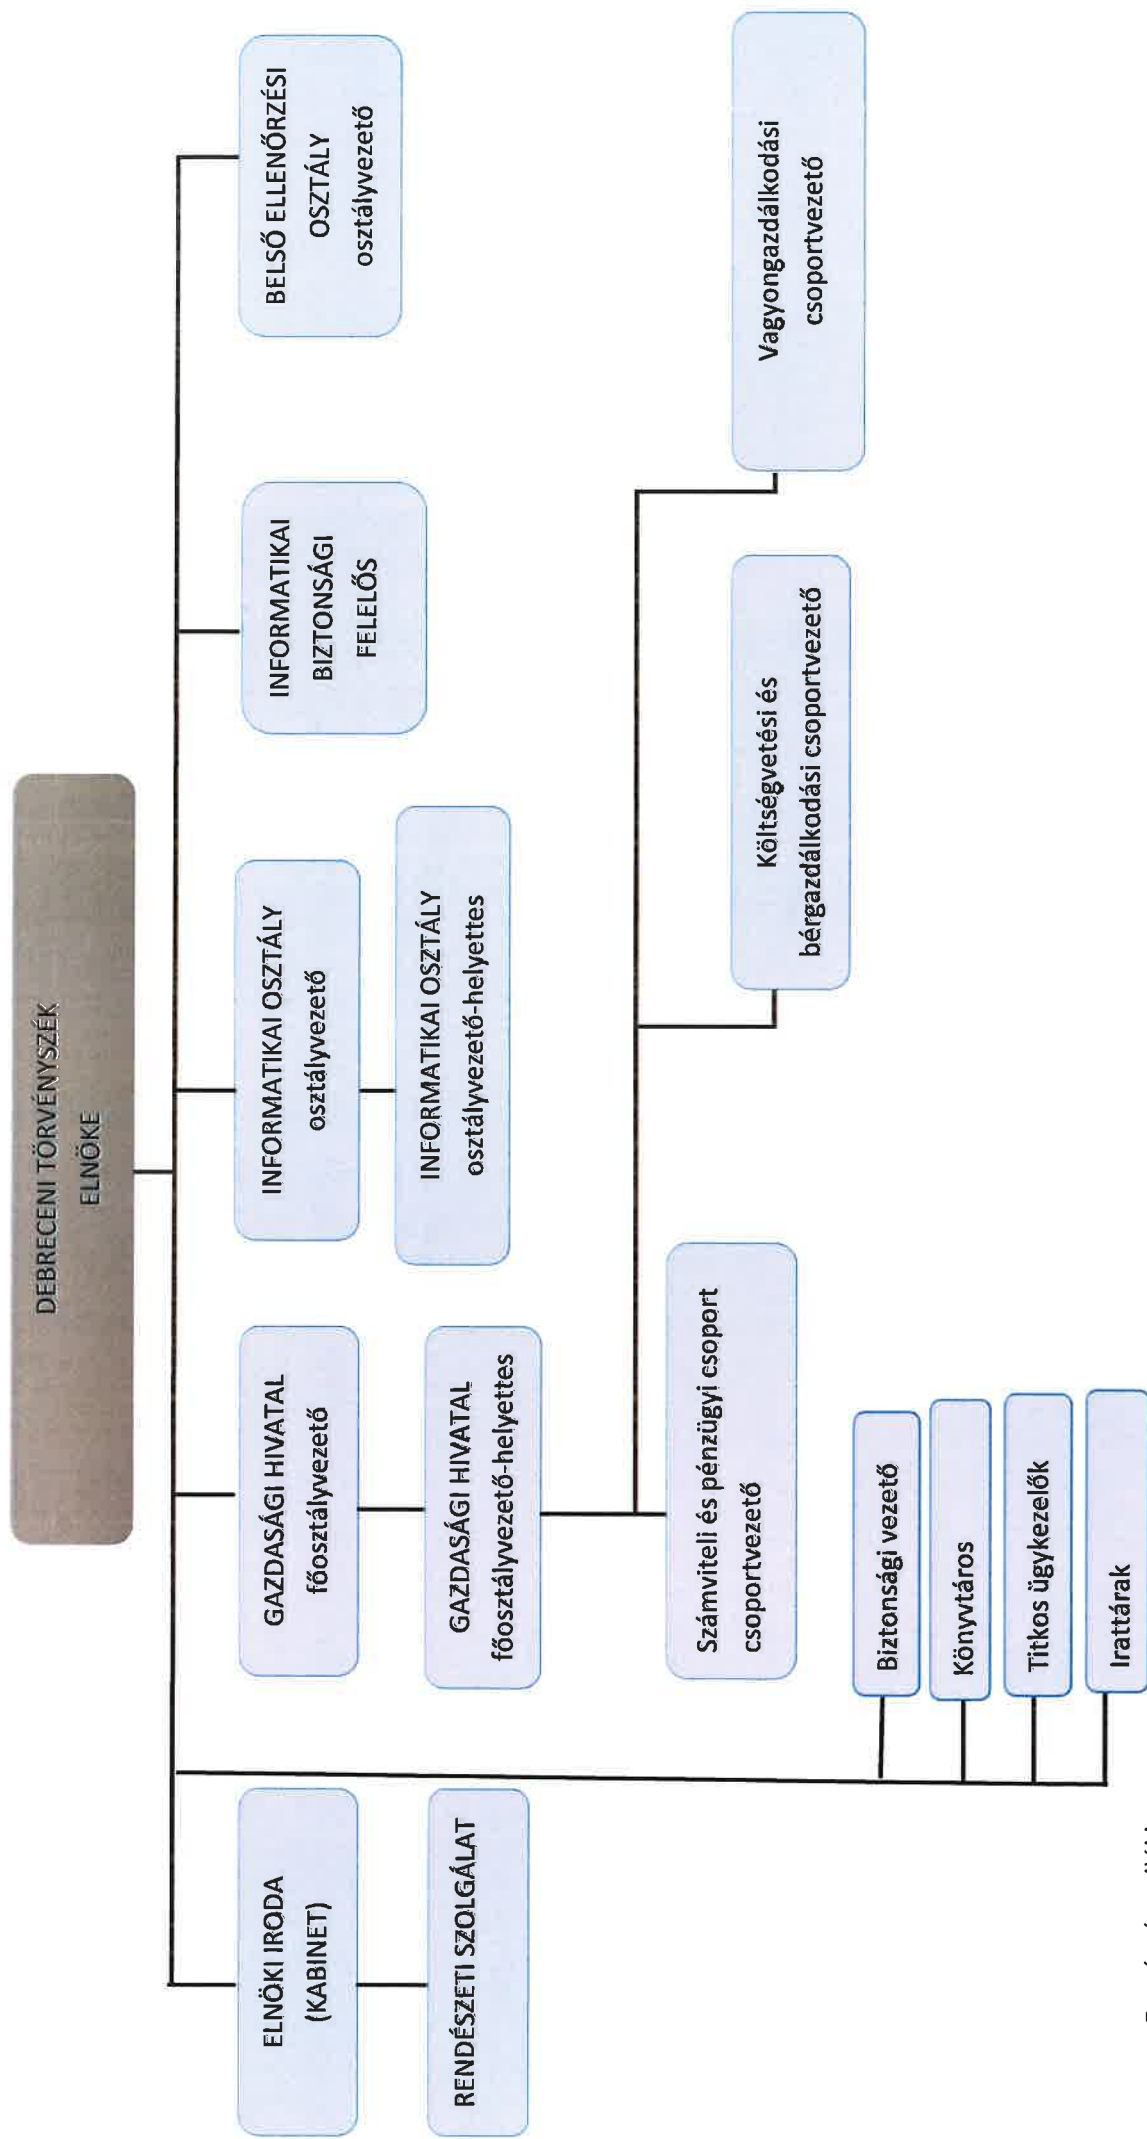 DEBRECENI TÖRVÉNYSZÉK
ELNÖKE
ELNÖKI IRODA
(KABINET)
RENDÉSZETI SZOLGÁLAT
GAZDASÁGI HIVATAL
főosztályvezető
GAZDASÁGI HIVATAL
főosztályvezető-helyettes
INFORMATIKAI OSZTÁLY
osztályvezető
INFORMATIKAI OSZTÁLY
osztályvezető-helyettes
INFORMATIKAI
BIZTONSÁGI
FELELŐS
BELSŐ ELLENŐRZÉSI
OSZTÁLY
osztályvezető
Számviteli és pénzügyi csoport
csoportvezető
Költségvetési és
bérgazdálkodási csoportvezető
Vagyongazdálkodási
csoportvezető
Biztonsági vezető
Könyvtáros
Titkos ügykezelők
Irattárak